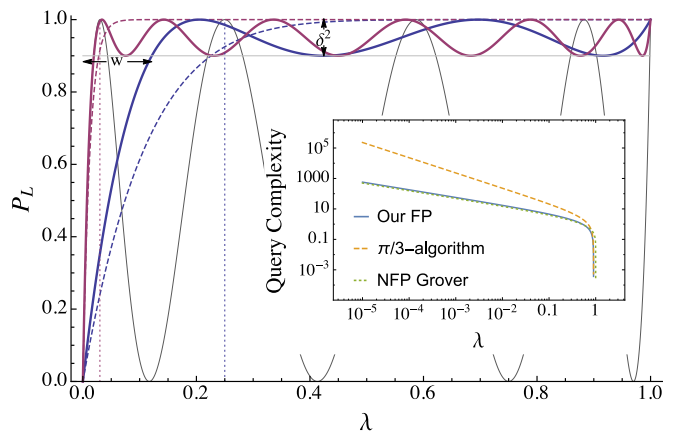 1.0
0.8
0.6
0.4
0.2
0.0
P_L
w
δ²
Query Complexity
10⁵
1000
10
0.1
10⁻³
Our FP
π/3−algorithm
NFP Grover
10⁻⁵ 10⁻⁴ 10⁻³ 10⁻² 0.1 1
λ
0.0 0.2 0.4 0.6 0.8 1.0
λ